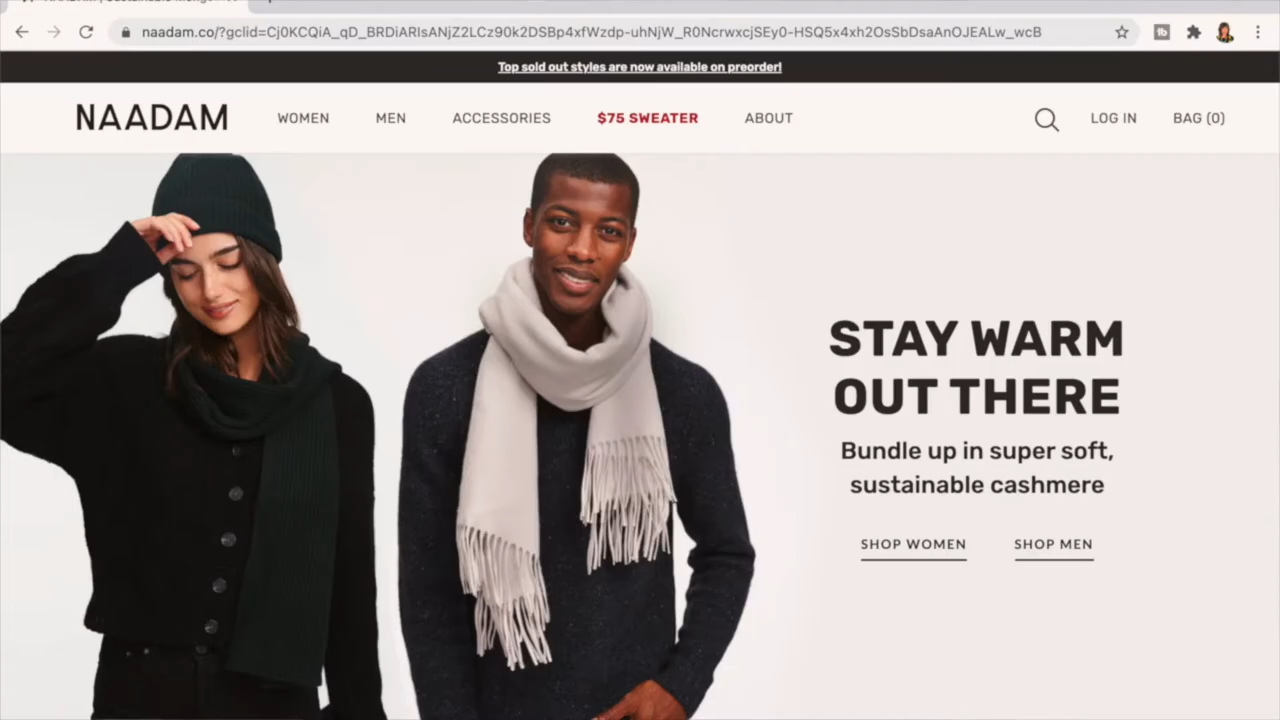 naadam.co/?gclid=Cj0KCQiA_qD_BRDiARIsANjZ2LCz90k2DSBp4xfWzdp-uhNjW_R0NcrwxcjSEy0-HSQ5x4xh2OsSbDsaAnOJEALw_wcB
Top sold out styles are now available on preorder!
NAADAM WOMEN MEN ACCESSORIES $75 SWEATER ABOUT LOG IN BAG (0)
STAY WARM
OUT THERE
Bundle up in super soft,
sustainable cashmere
SHOP WOMEN SHOP MEN